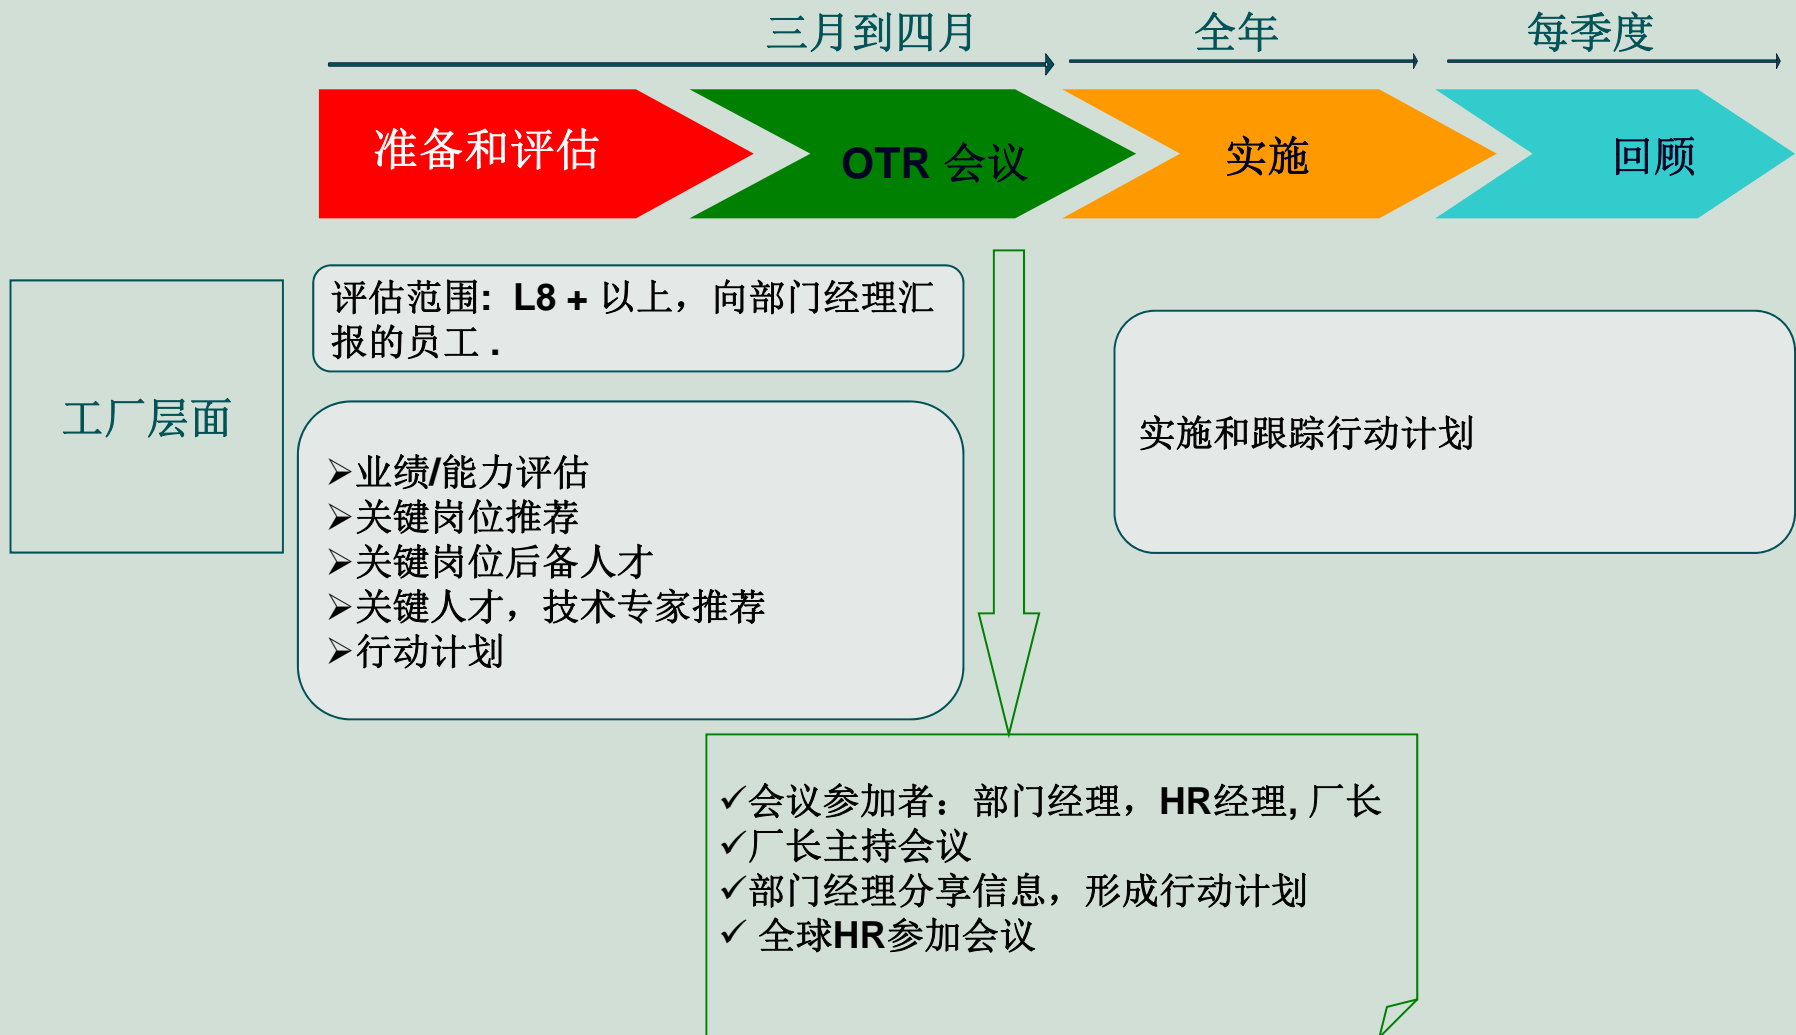 三月到四月
全年
每季度
准备和评估
OTR 会议
实施
回顾
工厂层面
评估范围: L8 + 以上，向部门经理汇
报的员工 .
➢业绩/能力评估
➢关键岗位推荐
➢关键岗位后备人才
➢关键人才，技术专家推荐
➢行动计划
实施和跟踪行动计划
✓会议参加者：部门经理，HR经理, 厂长
✓厂长主持会议
✓部门经理分享信息，形成行动计划
✓ 全球HR参加会议